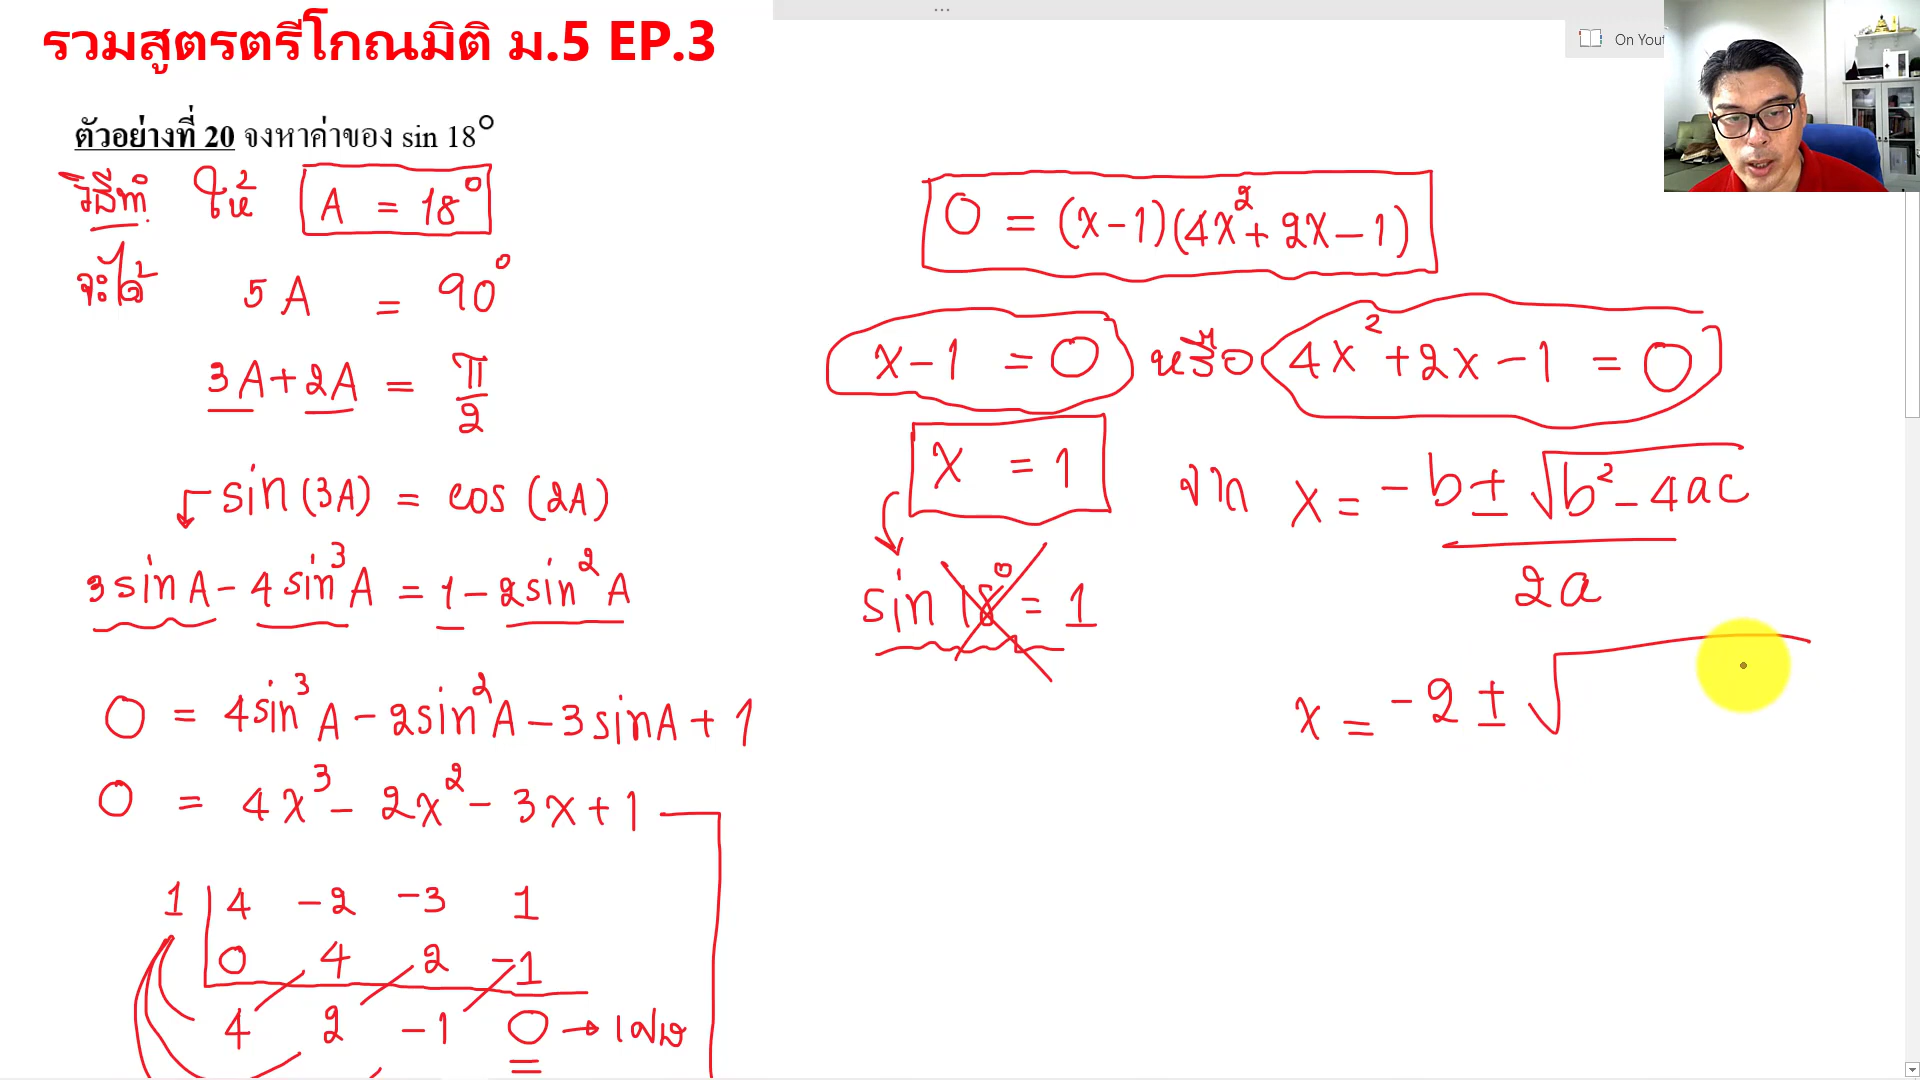 รวมสูตรตรีโกณมิติ ม.5 EP.3
On Yout
ตัวอย่างที่ 20 จงหาค่าของ sin 18°
วิธีทำ ให้ A = 18°
จะได้ 5A = 90°
3A + 2A = π/2
sin(3A) = cos(2A)
3sinA - 4sin³A = 1 - 2sin²A
0 = 4sin³A - 2sin²A - 3sinA + 1
0 = 4x³ - 2x² - 3x + 1
1 | 4 -2 -3 1
0 4 2 -1
4 2 -1 0 → เศษ
0 = (x-1)(4x²+2x-1)
x-1 = 0 หรือ 4x²+2x-1 = 0
x = 1
จาก x = (-b ± √(b²-4ac))/2a
sin 18° = 1
x = -2 ± √